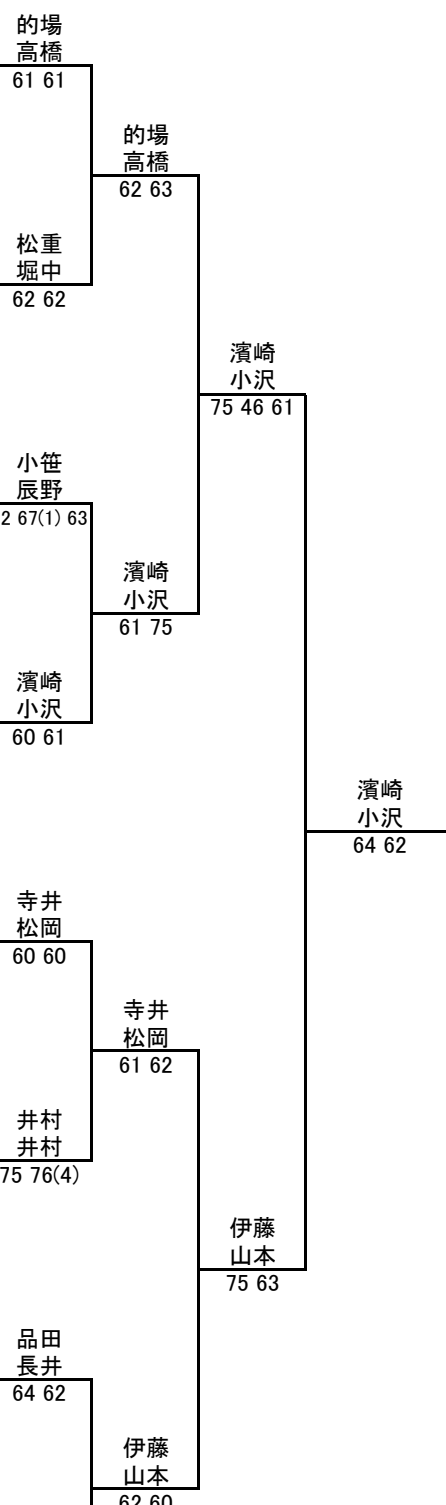 的場
高橋
61 61
的場
高橋
62 63
松重
堀中
62 62
濱崎
小沢
75 46 61
小笹
辰野
2 67(1) 63
濱崎
小沢
61 75
濱崎
小沢
60 61
濱崎
小沢
64 62
寺井
松岡
60 60
寺井
松岡
61 62
井村
井村
75 76(4)
伊藤
山本
75 63
品田
長井
64 62
伊藤
山本
62 60